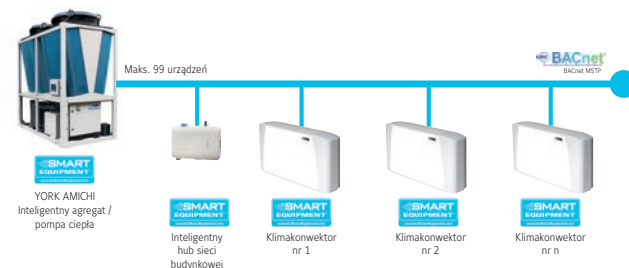 Maks. 99 urządzeń
BACnet
BACnet MSTP
SMART
EQUIPMENT
YORK AMICHI
Inteligentny agregat /
pompa ciepła
SMART
EQUIPMENT
Inteligentny
hub sieci
budynkowej
SMART
EQUIPMENT
Klimakonwektor
nr 1
SMART
EQUIPMENT
Klimakonwektor
nr 2
SMART
EQUIPMENT
Klimakonwektor
nr n